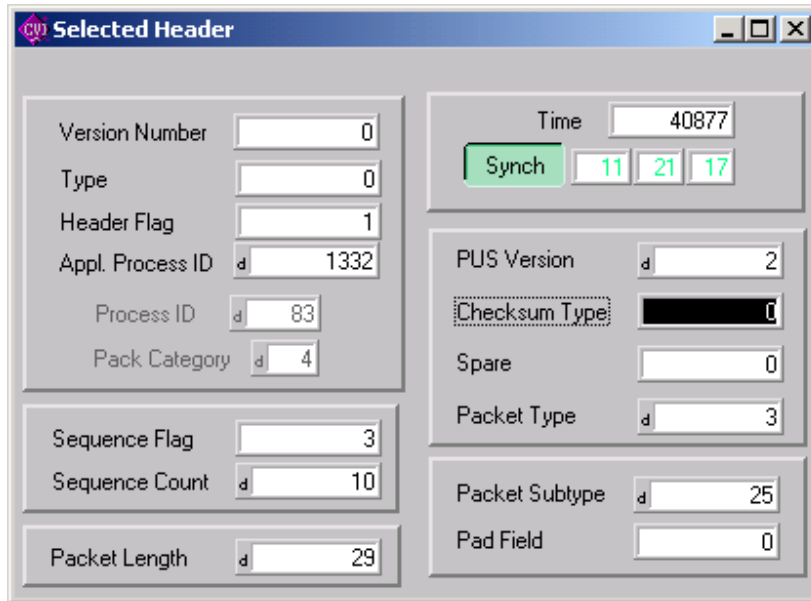 CVI Selected Header
Version Number 0
Type 0
Header Flag 1
Appl. Process ID d 1332
Process ID d 83
Pack Category d 4
Sequence Flag 3
Sequence Count d 10
Packet Length d 29
Time 40877
Synch 11 21 17
PUS Version d 2
Checksum Type 0
Spare 0
Packet Type d 3
Packet Subtype d 25
Pad Field 0